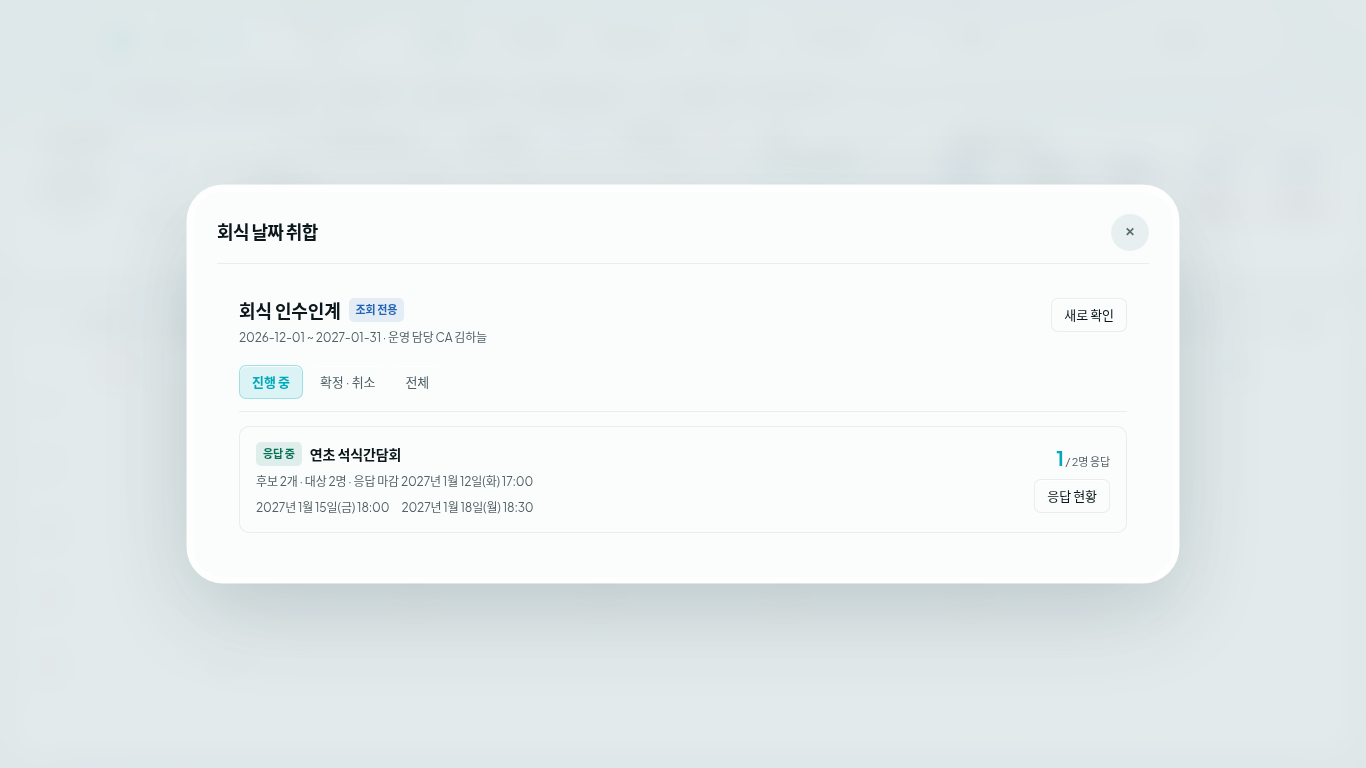 회식 날짜 취합
×
회식 인수인계 조회 전용
새로 확인
2026-12-01 ~ 2027-01-31 · 운영 담당 CA 김하늘
진행 중 확정 · 취소 전체
응답 중 연초 석식간담회
1 / 2명 응답
후보 2개 · 대상 2명 · 응답 마감 2027년 1월 12일(화) 17:00
응답 현황
2027년 1월 15일(금) 18:00 2027년 1월 18일(월) 18:30